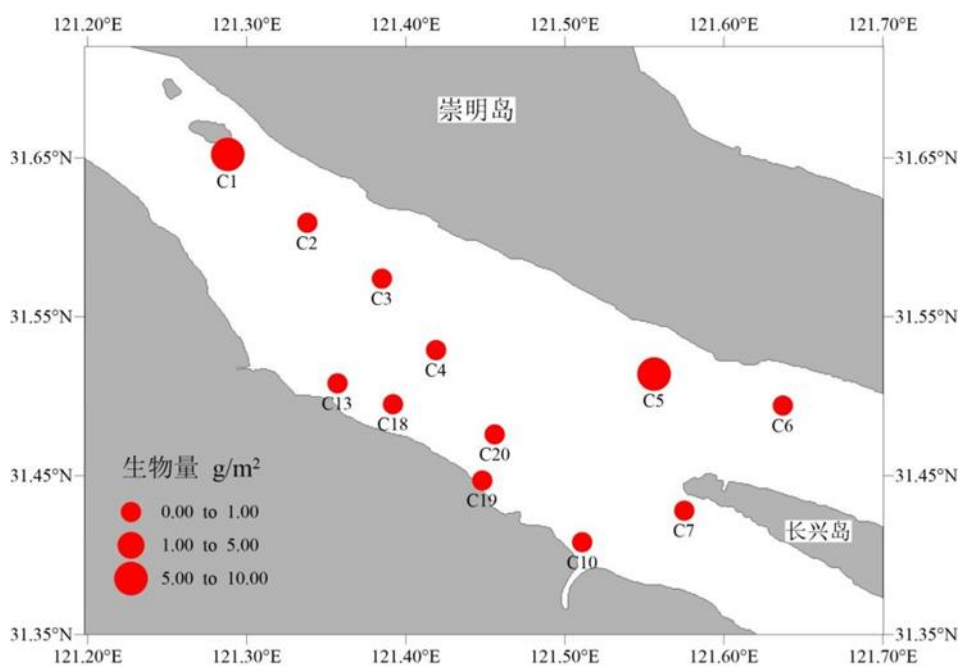 121.20°E 121.30°E 121.40°E 121.50°E 121.60°E 121.70°E
崇明岛
31.65°N 31.65°N
C1
C2
C3
31.55°N 31.55°N
C4
C5
C13
C18
C6
C20
生物量 g/m²
31.45°N 31.45°N
C19
0.00 to 1.00
C7
长兴岛
1.00 to 5.00
C10
5.00 to 10.00
31.35°N 31.35°N
121.20°E 121.30°E 121.40°E 121.50°E 121.60°E 121.70°E